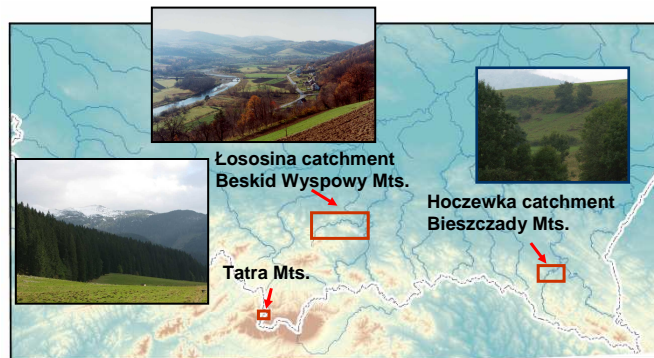 Łososina catchment
Beskid Wyspowy Mts.
Hoczewka catchment
Bieszczady Mts.
Tatra Mts.